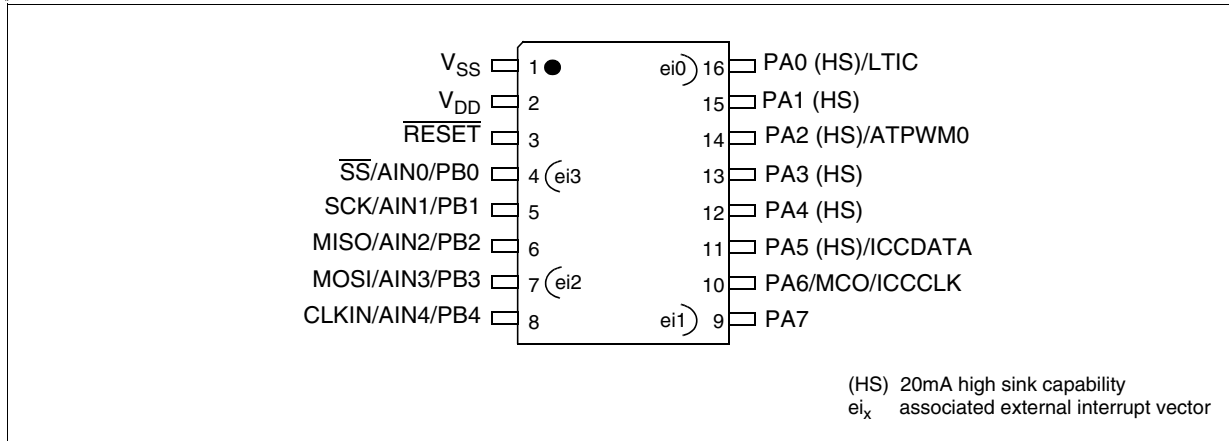 V_SS 1 ei0 16 PA0 (HS)/LTIC
V_DD 2 15 PA1 (HS)
RESET 3 14 PA2 (HS)/ATPWM0
SS/AIN0/PB0 4 ei3 13 PA3 (HS)
SCK/AIN1/PB1 5 12 PA4 (HS)
MISO/AIN2/PB2 6 11 PA5 (HS)/ICCDATA
MOSI/AIN3/PB3 7 ei2 10 PA6/MCO/ICCCLK
CLKIN/AIN4/PB4 8 ei1 9 PA7
(HS) 20mA high sink capability
ei_x associated external interrupt vector